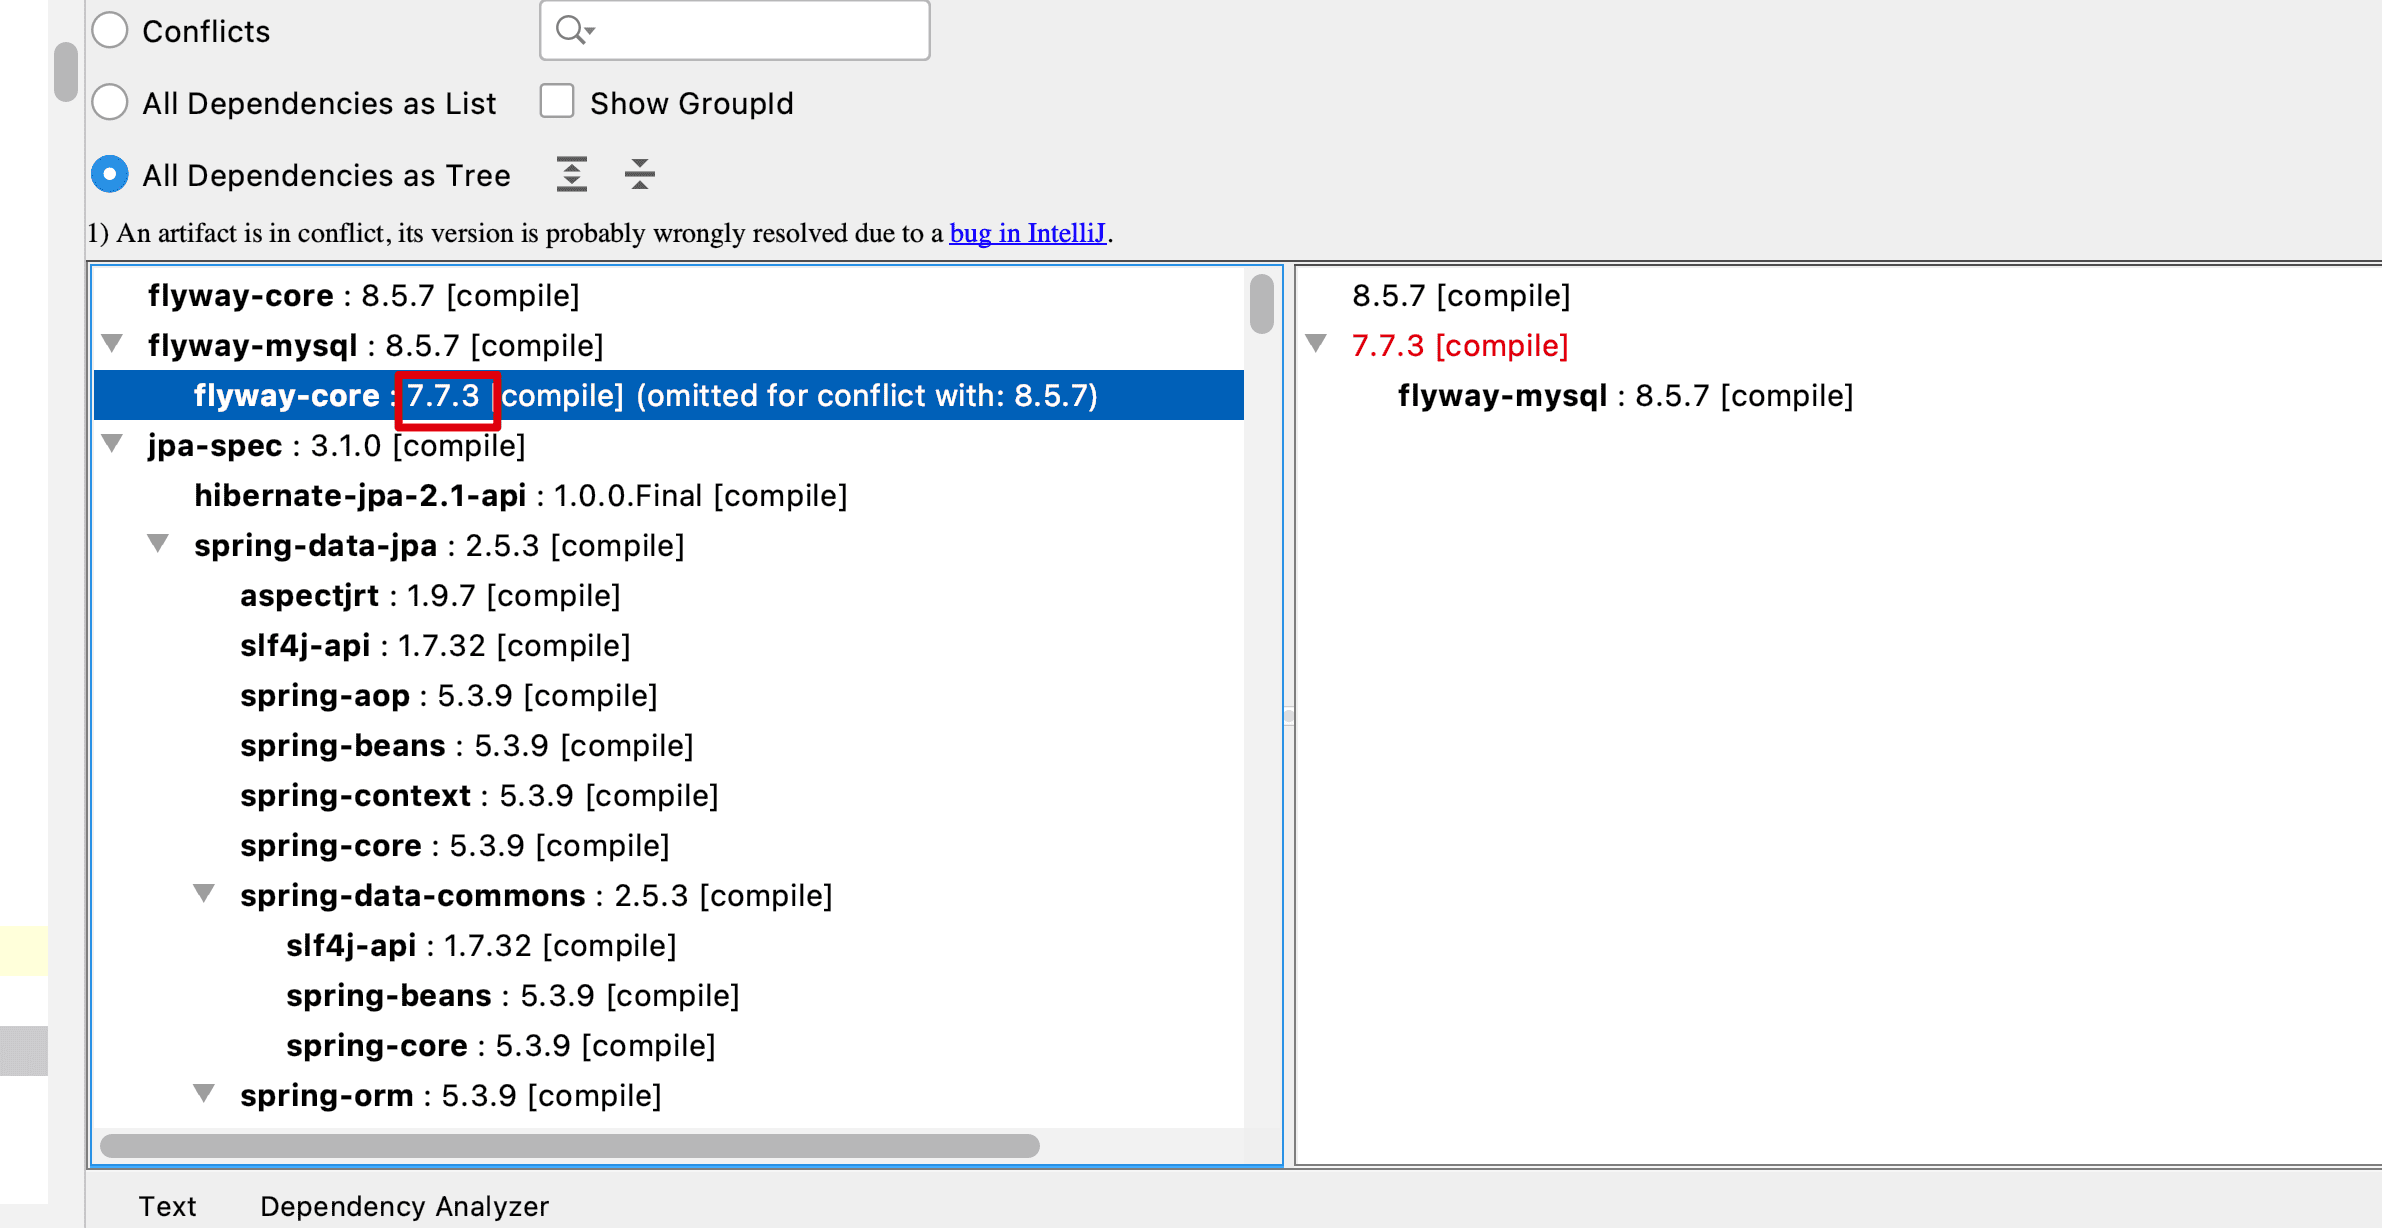 Conflicts
All Dependencies as List
Show GroupId
All Dependencies as Tree
1) An artifact is in conflict, its version is probably wrongly resolved due to a bug in IntelliJ.
flyway-core : 8.5.7 [compile]
flyway-mysql : 8.5.7 [compile]
flyway-core : 7.7.3 [compile] (omitted for conflict with: 8.5.7)
jpa-spec : 3.1.0 [compile]
hibernate-jpa-2.1-api : 1.0.0.Final [compile]
spring-data-jpa : 2.5.3 [compile]
aspectjrt : 1.9.7 [compile]
slf4j-api : 1.7.32 [compile]
spring-aop : 5.3.9 [compile]
spring-beans : 5.3.9 [compile]
spring-context : 5.3.9 [compile]
spring-core : 5.3.9 [compile]
spring-data-commons : 2.5.3 [compile]
slf4j-api : 1.7.32 [compile]
spring-beans : 5.3.9 [compile]
spring-core : 5.3.9 [compile]
spring-orm : 5.3.9 [compile]
8.5.7 [compile]
7.7.3 [compile]
flyway-mysql : 8.5.7 [compile]
Text
Dependency Analyzer